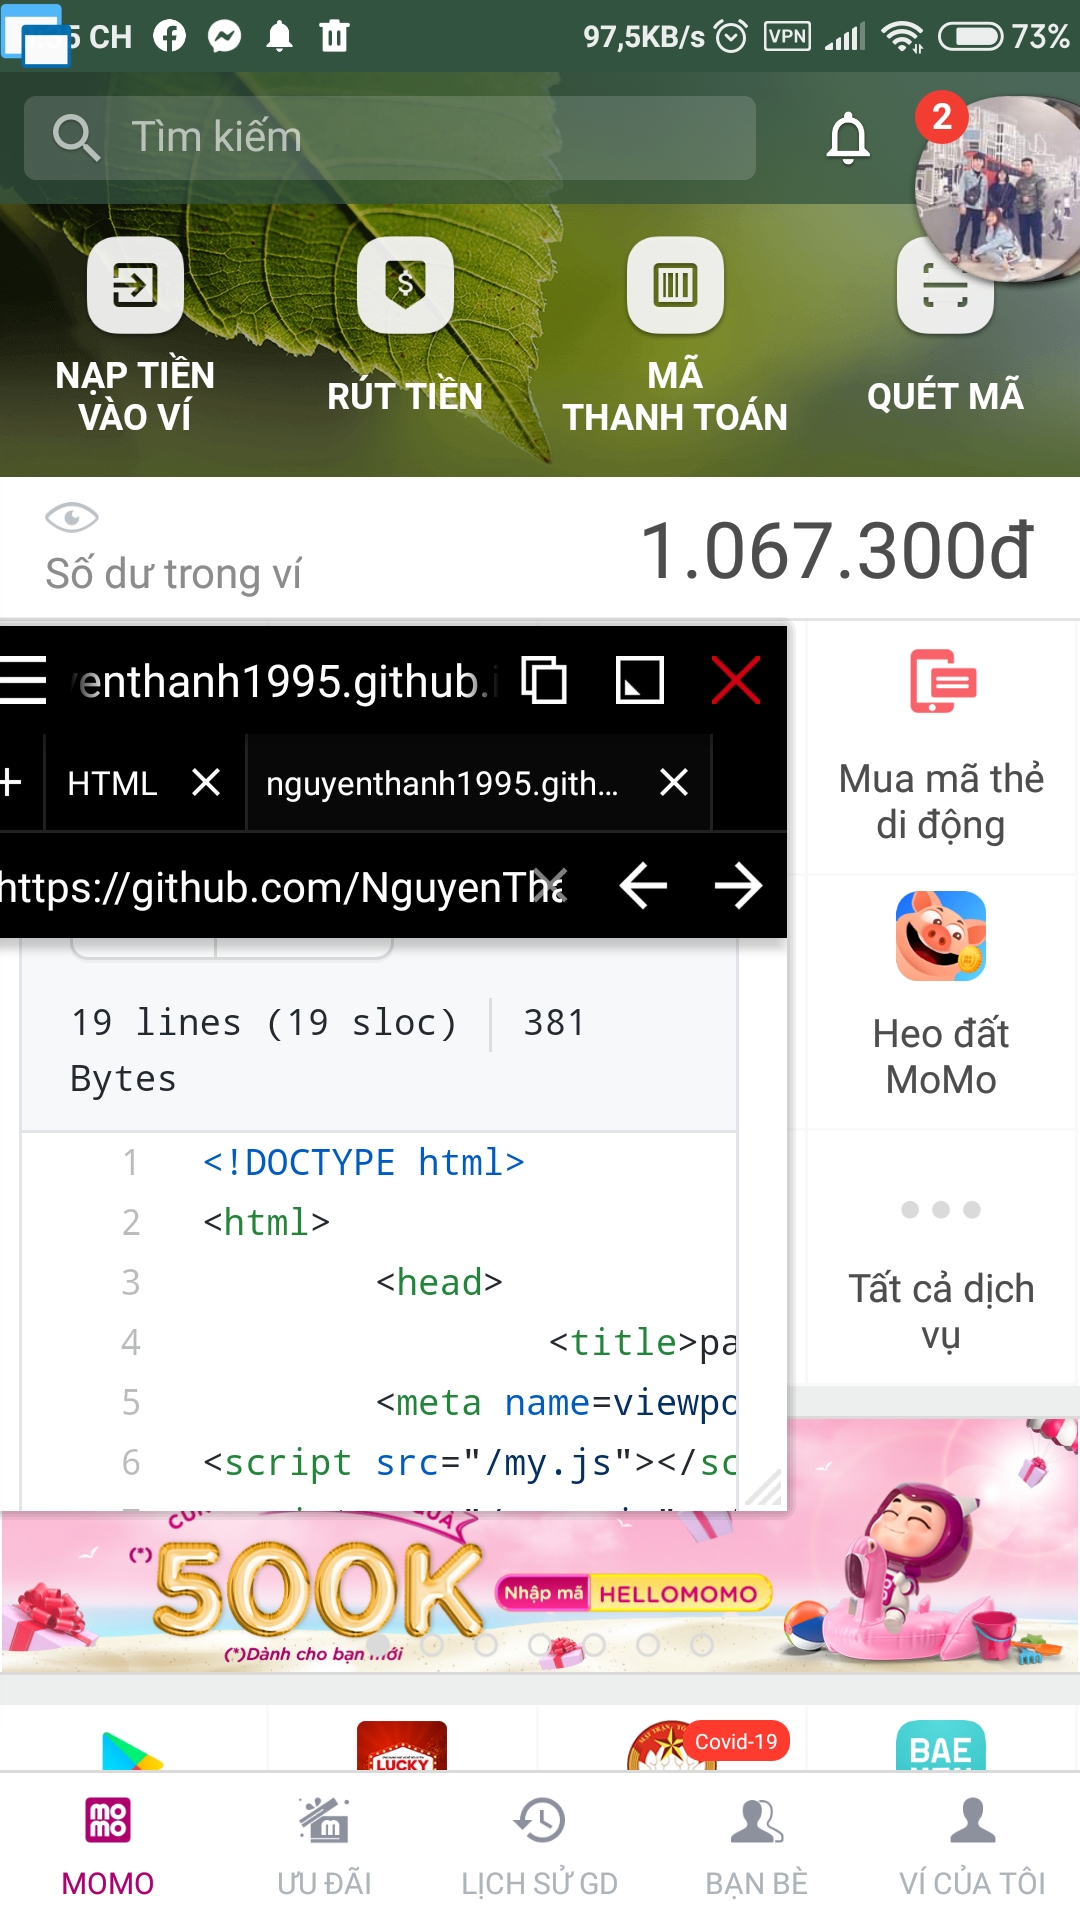 CH
97,5KB/s
VPN
73%
Tìm kiếm
2
NẠP TIỀN
VÀO VÍ
RÚT TIỀN
MÃ
THANH TOÁN
QUÉT MÃ
Số dư trong ví
1.067.300đ
enthanh1995.github.i
HTML
nguyenthanh1995.gith...
https://github.com/NguyenTha
19 lines (19 sloc)
381
Bytes
1 <!DOCTYPE html>
2 <html>
3 <head>
4 <title>pa
5 <meta name=viewpo
6 <script src="/my.js"></sc
Mua mã thẻ
di động
Heo đất
MoMo
Tất cả dịch
vụ
(*) 500K
Nhập mã HELLOMOMO
(*)Dành cho bạn mới
LUCKY
Covid-19
BAE
MOMO
MOMO
ƯU ĐÃI
LỊCH SỬ GD
BẠN BÈ
VÍ CỦA TÔI